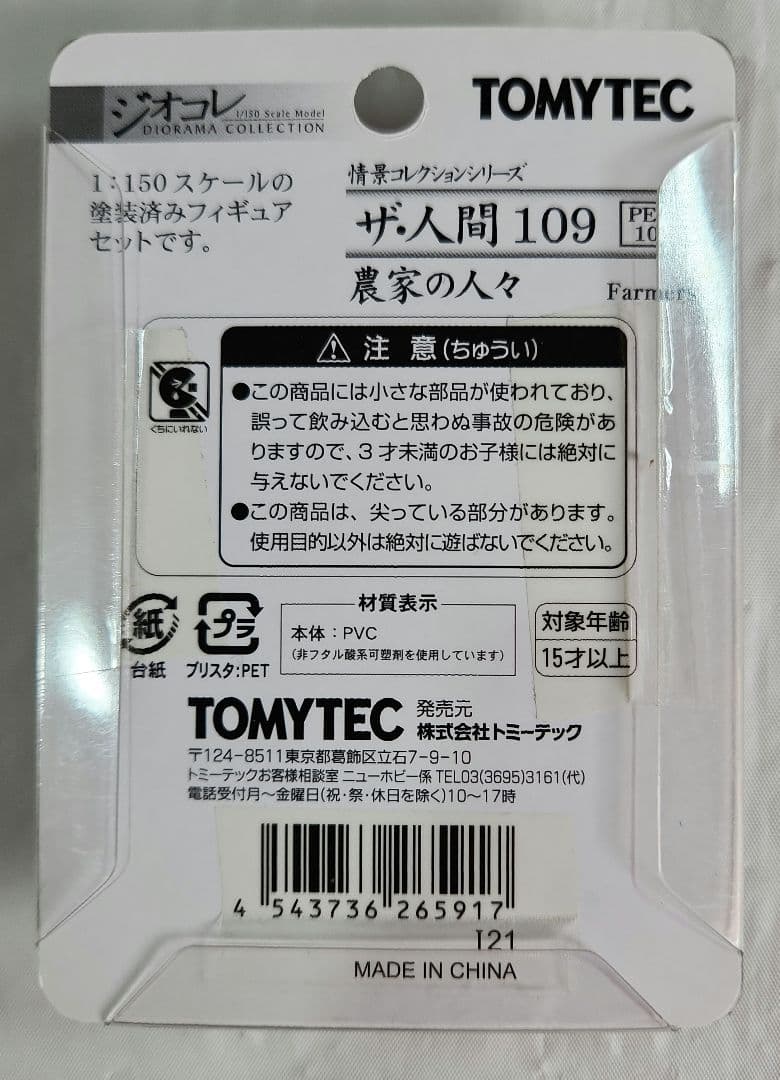 ジオコレ
1/150 Scale Model
DIORAMA COLLECTION
TOMYTEC
1：150スケールの
塗装済みフィギュア
セットです。
情景コレクションシリーズ
ザ・人間 109
農家の人々
Farmers
注 意(ちゅうい)
くちにいれない
●この商品には小さな部品が使われており、
誤って飲み込むと思わぬ事故の危険があ
りますので、3才未満のお子様には絶対に
与えないでください。
●この商品は、尖っている部分があります。
使用目的以外は絶対に遊ばないでください。
紙
台紙
プラ
ブリスタ:PET
材質表示
本体：PVC
(非フタル酸系可塑剤を使用しています)
対象年齢
15才以上
TOMYTEC
発売元
株式会社トミーテック
〒124-8511東京都葛飾区立石7-9-10
トミーテックお客様相談室 ニューホビー係 TEL03(3695)3161(代)
電話受付月〜金曜日(祝・祭・休日を除く)10〜17時
4 543736 265917
I21
MADE IN CHINA